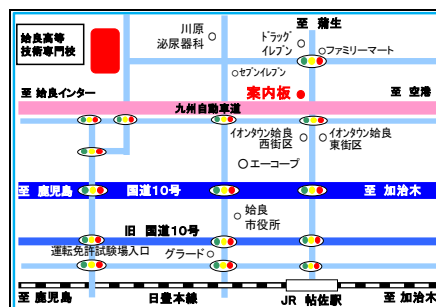 至 蒲生
姶良高等
技術専門校
川原
泌尿器科
ドラッグ
イレブン
ファミリーマート
セブンイレブン
案内板
至 姶良インター
至 空港
九州自動車道
イオンタウン姶良
西街区
イオンタウン姶良
東街区
エーコープ
至 鹿児島
国道10号
至 加治木
姶良
市役所
旧 国道10号
運転免許試験場入口
グラード
至 鹿児島
日豊本線
JR 帖佐駅
至 加治木